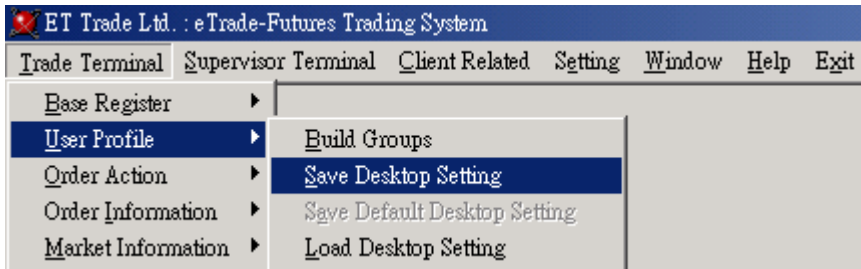 ET Trade Ltd. : eTrade-Futures Trading System
Trade Terminal Supervisor Terminal Client Related Setting Window Help Exit
Base Register
User Profile
Order Action
Order Information
Market Information
Build Groups
Save Desktop Setting
Save Default Desktop Setting
Load Desktop Setting